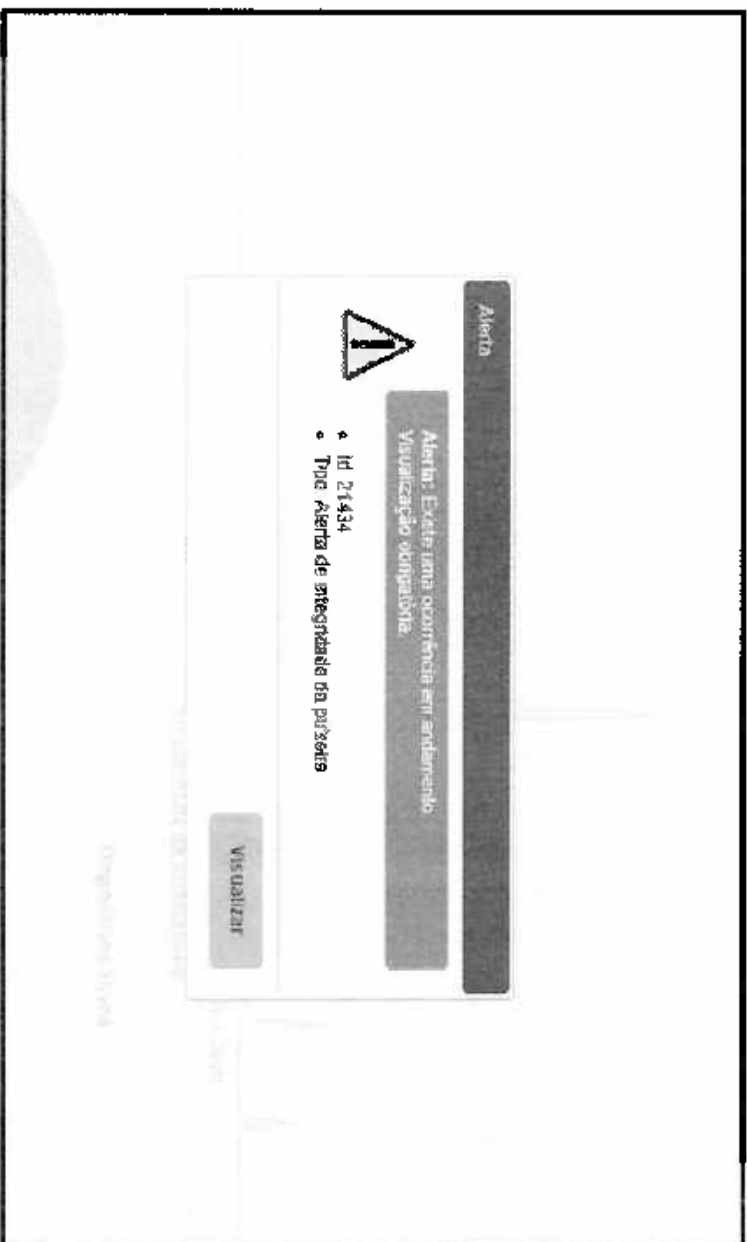 Alerta
Alerta: Existe uma ocorrência em andamento
Visualização obrigatória.
Id 21434
Tipo Alerta de integridade da pulseira
Visualizar